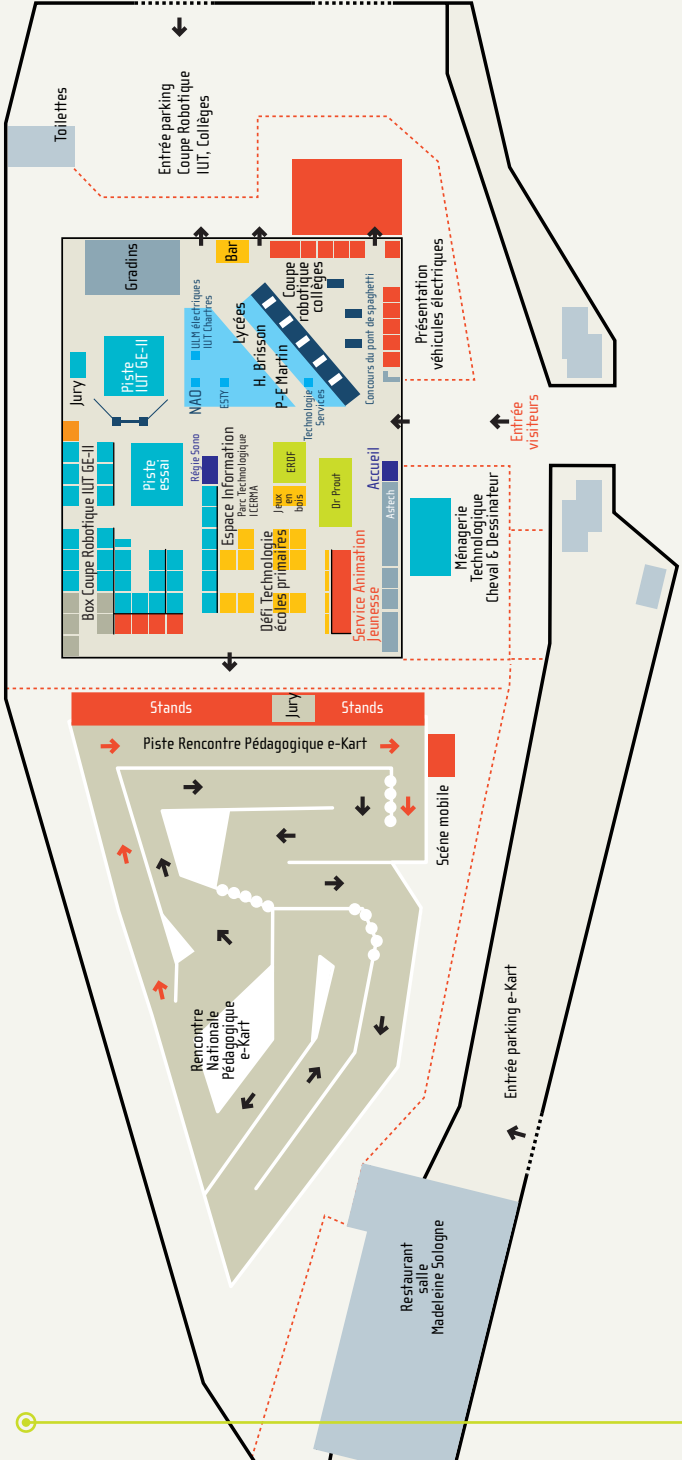 Toilettes
Entrée parking
Coupe Robotique
IUT, Collèges
Gradins
Bar
Jury
Piste
IUT GE-II
ULM électriques
IUT Chartres
NAO
ESTY
Lycées
H. Brisson
P-E Martin
Technologie
Services
Coupe
robotique
collèges
Concours du pont de spaghetti
Présentation
véhicules électriques
Entrée
visiteurs
Box Coupe Robotique IUT GE-II
Piste
essai
Régie Sono
Espace Information
Parc Technologique
ICERMA
Jeux
en
bois
ERDF
Or Prout
Accueil
Astech
Défi Technologie
écoles primaires
Service Animation
Jeunesse
Ménagerie
Technologique
Cheval & Dessinateur
Stands
Jury
Stands
Piste Rencontre Pédagogique e-Kart
Scéne mobile
Rencontre
Nationale
Pédagogique
e-Kart
Entrée parking e-Kart
Restaurant
salle
Madeleine Sologne